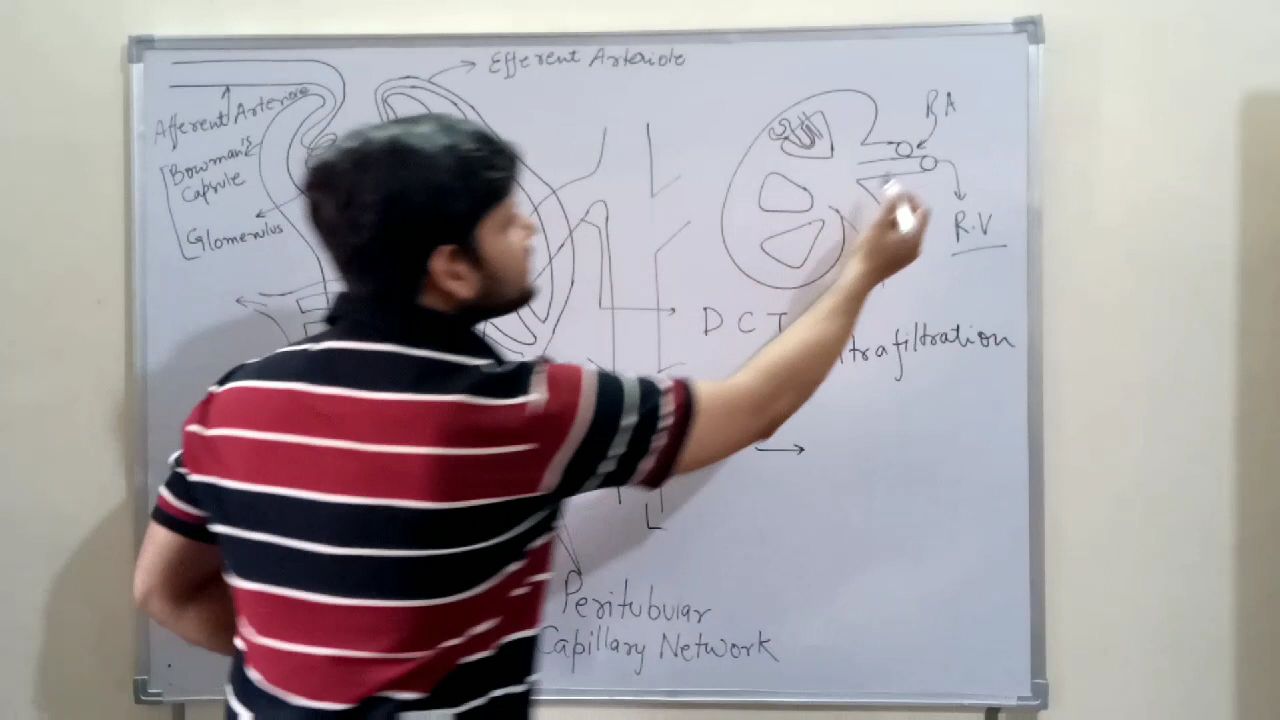 Efferent Arteriole
Afferent Arteriole
Bowman's
Capsule
Glomerulus
R A
R.V
D C T
trafiltration
Peritubular
Capillary Network